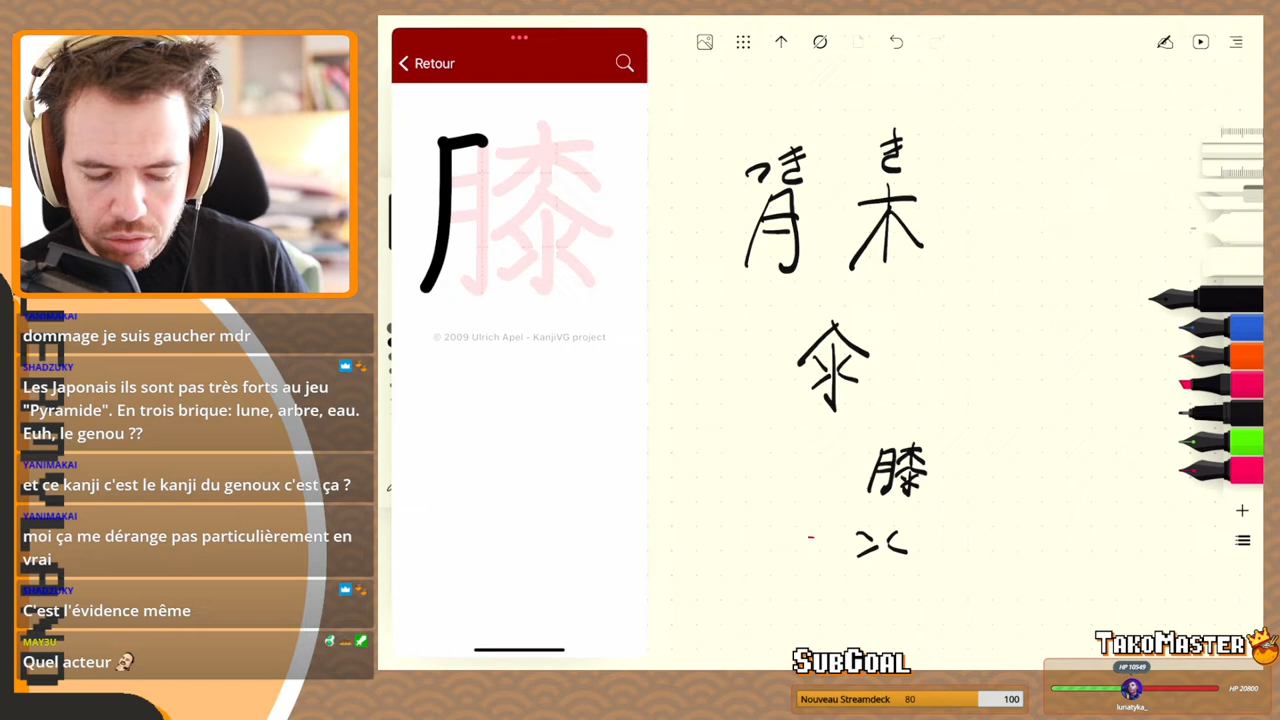 Retour
膝
© 2009 Ulrich Apel - KanjiVG project
つき き
月 木
膝
YANIMAKAI
dommage je suis gaucher mdr
SHADZUKY
Les Japonais ils sont pas très forts au jeu
"Pyramide". En trois brique: lune, arbre, eau.
Euh, le genou ??
YANIMAKAI
et ce kanji c'est le kanji du genoux c'est ça ?
YANIMAKAI
moi ça me dérange pas particulièrement en
vrai
SHADZUKY
C'est l'évidence même
MAY3U
Quel acteur
SUBGOAL
Nouveau Streamdeck 80 100
TAKOMASTER
HP 10549
HP 20800
lunatyka_